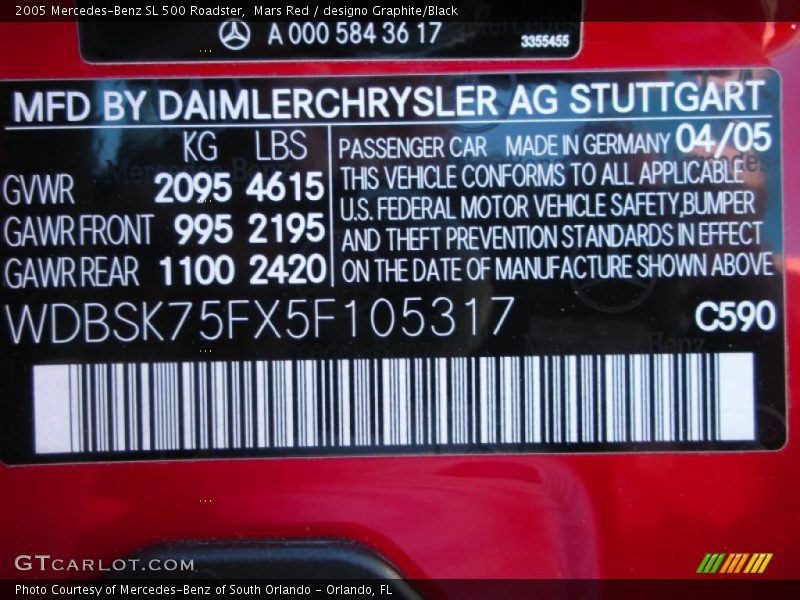 2005 Mercedes-Benz SL 500 Roadster, Mars Red / designo Graphite/Black
A 000 584 36 17
3355455
MFD BY DAIMLERCHRYSLER AG STUTTGART
KG LBS
GVWR 2095 4615
GAWR FRONT 995 2195
GAWR REAR 1100 2420
PASSENGER CAR MADE IN GERMANY 04/05
THIS VEHICLE CONFORMS TO ALL APPLICABLE
U.S. FEDERAL MOTOR VEHICLE SAFETY, BUMPER
AND THEFT PREVENTION STANDARDS IN EFFECT
ON THE DATE OF MANUFACTURE SHOWN ABOVE
WDBSK75FX5F105317 C590
GTCARLOT.COM
Photo Courtesy of Mercedes-Benz of South Orlando - Orlando, FL